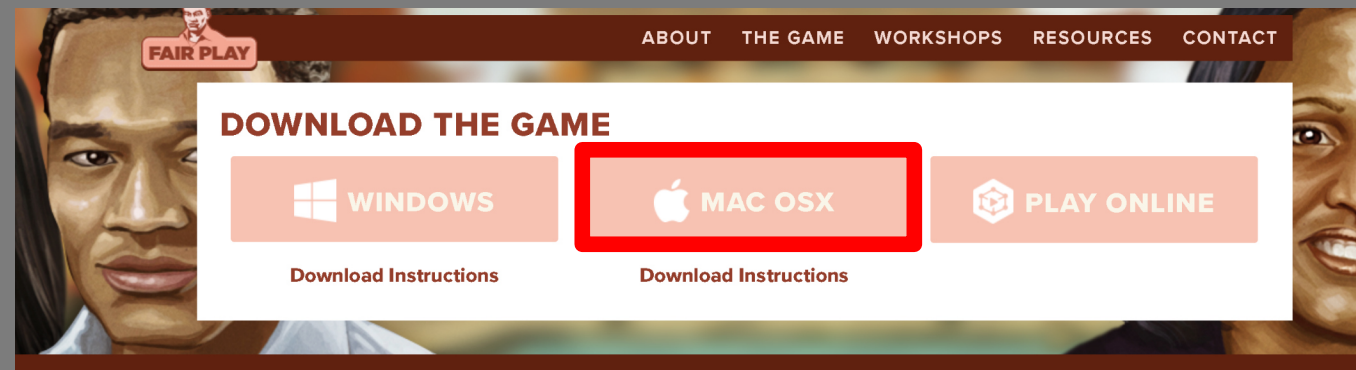 FAIR PLAY
ABOUT THE GAME WORKSHOPS RESOURCES CONTACT
DOWNLOAD THE GAME
WINDOWS MAC OSX PLAY ONLINE
Download Instructions Download Instructions